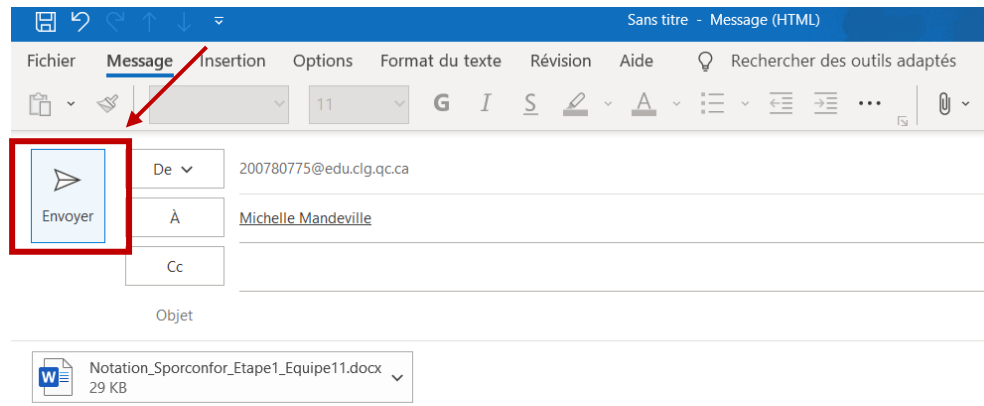 Sans titre - Message (HTML)
Fichier Message Insertion Options Format du texte Révision Aide Rechercher des outils adaptés
11 G I S A
De 200780775@edu.clg.qc.ca
Envoyer À Michelle Mandeville
Cc
Objet
Notation_Sporconfor_Etape1_Equipe11.docx
29 KB